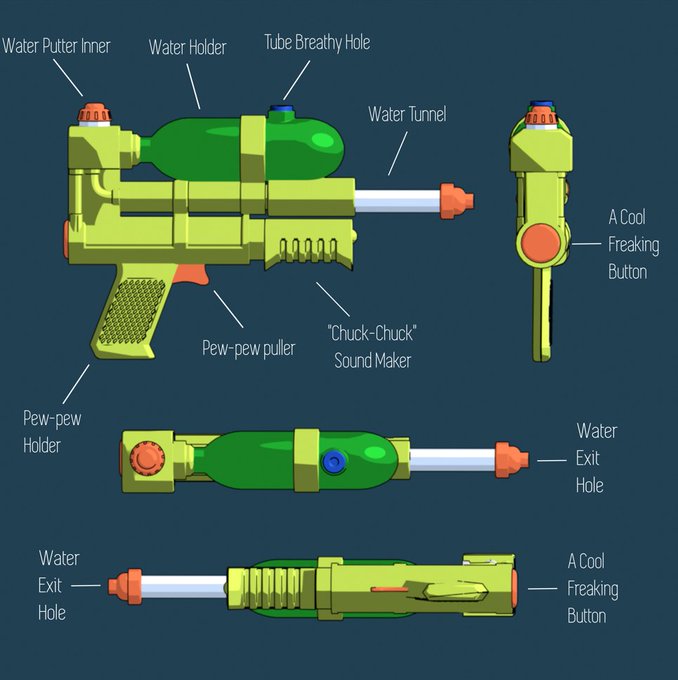 Water Putter Inner
Water Holder
Tube Breathy Hole
Water Tunnel
A Cool
Freaking
Button
"Chuck-Chuck"
Sound Maker
Pew-pew puller
Pew-pew
Holder
Water
Exit
Hole
Water
Exit
Hole
A Cool
Freaking
Button